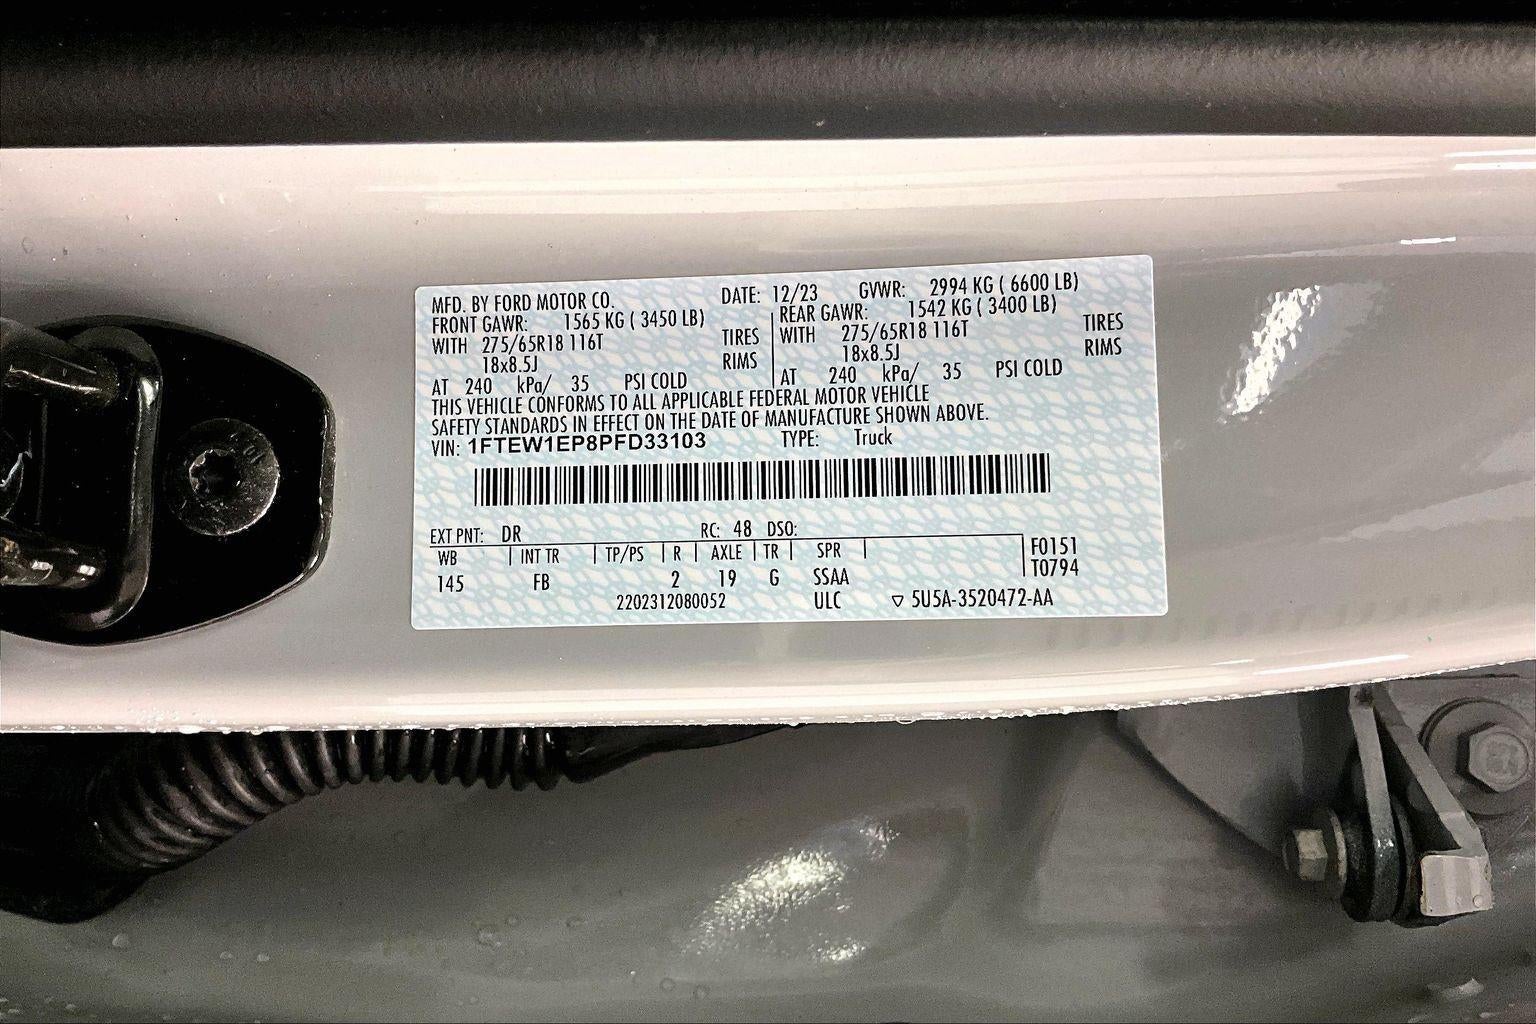 MFD. BY FORD MOTOR CO. DATE: 12/23 GVWR: 2994 KG ( 6600 LB)
FRONT GAWR: 1565 KG ( 3450 LB) REAR GAWR: 1542 KG ( 3400 LB)
WITH 275/65R18 116T TIRES WITH 275/65R18 116T TIRES
18x8.5J RIMS 18x8.5J RIMS
AT 240 kPa/ 35 PSI COLD AT 240 kPa/ 35 PSI COLD
THIS VEHICLE CONFORMS TO ALL APPLICABLE FEDERAL MOTOR VEHICLE
SAFETY STANDARDS IN EFFECT ON THE DATE OF MANUFACTURE SHOWN ABOVE.
VIN: 1FTEW1EP8PFD33103 TYPE: Truck
EXT PNT: DR RC: 48 DSO:
WB INT TR TP/PS R AXLE TR SPR F0151
145 FB 2 19 G SSAA T0794
2202312080052 ULC ▽ 5U5A-3520472-AA